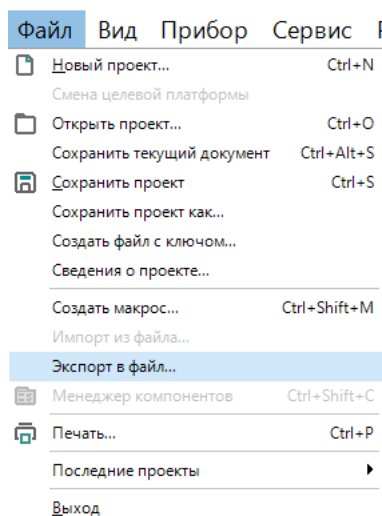 Файл Вид Прибор Сервис
Новый проект... Ctrl+N
Смена целевой платформы
Открыть проект... Ctrl+O
Сохранить текущий документ Ctrl+Alt+S
Сохранить проект Ctrl+S
Сохранить проект как...
Создать файл с ключом...
Сведения о проекте...
Создать макрос... Ctrl+Shift+M
Импорт из файла...
Экспорт в файл...
Менеджер компонентов Ctrl+Shift+C
Печать... Ctrl+P
Последние проекты
Выход